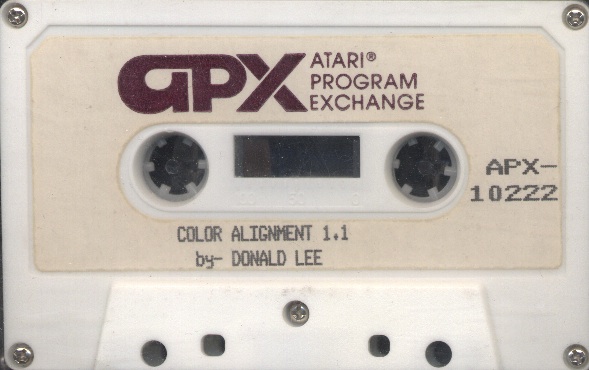 APX
ATARI®
PROGRAM
EXCHANGE
APX-
10222
COLOR ALIGNMENT 1.1
by- DONALD LEE